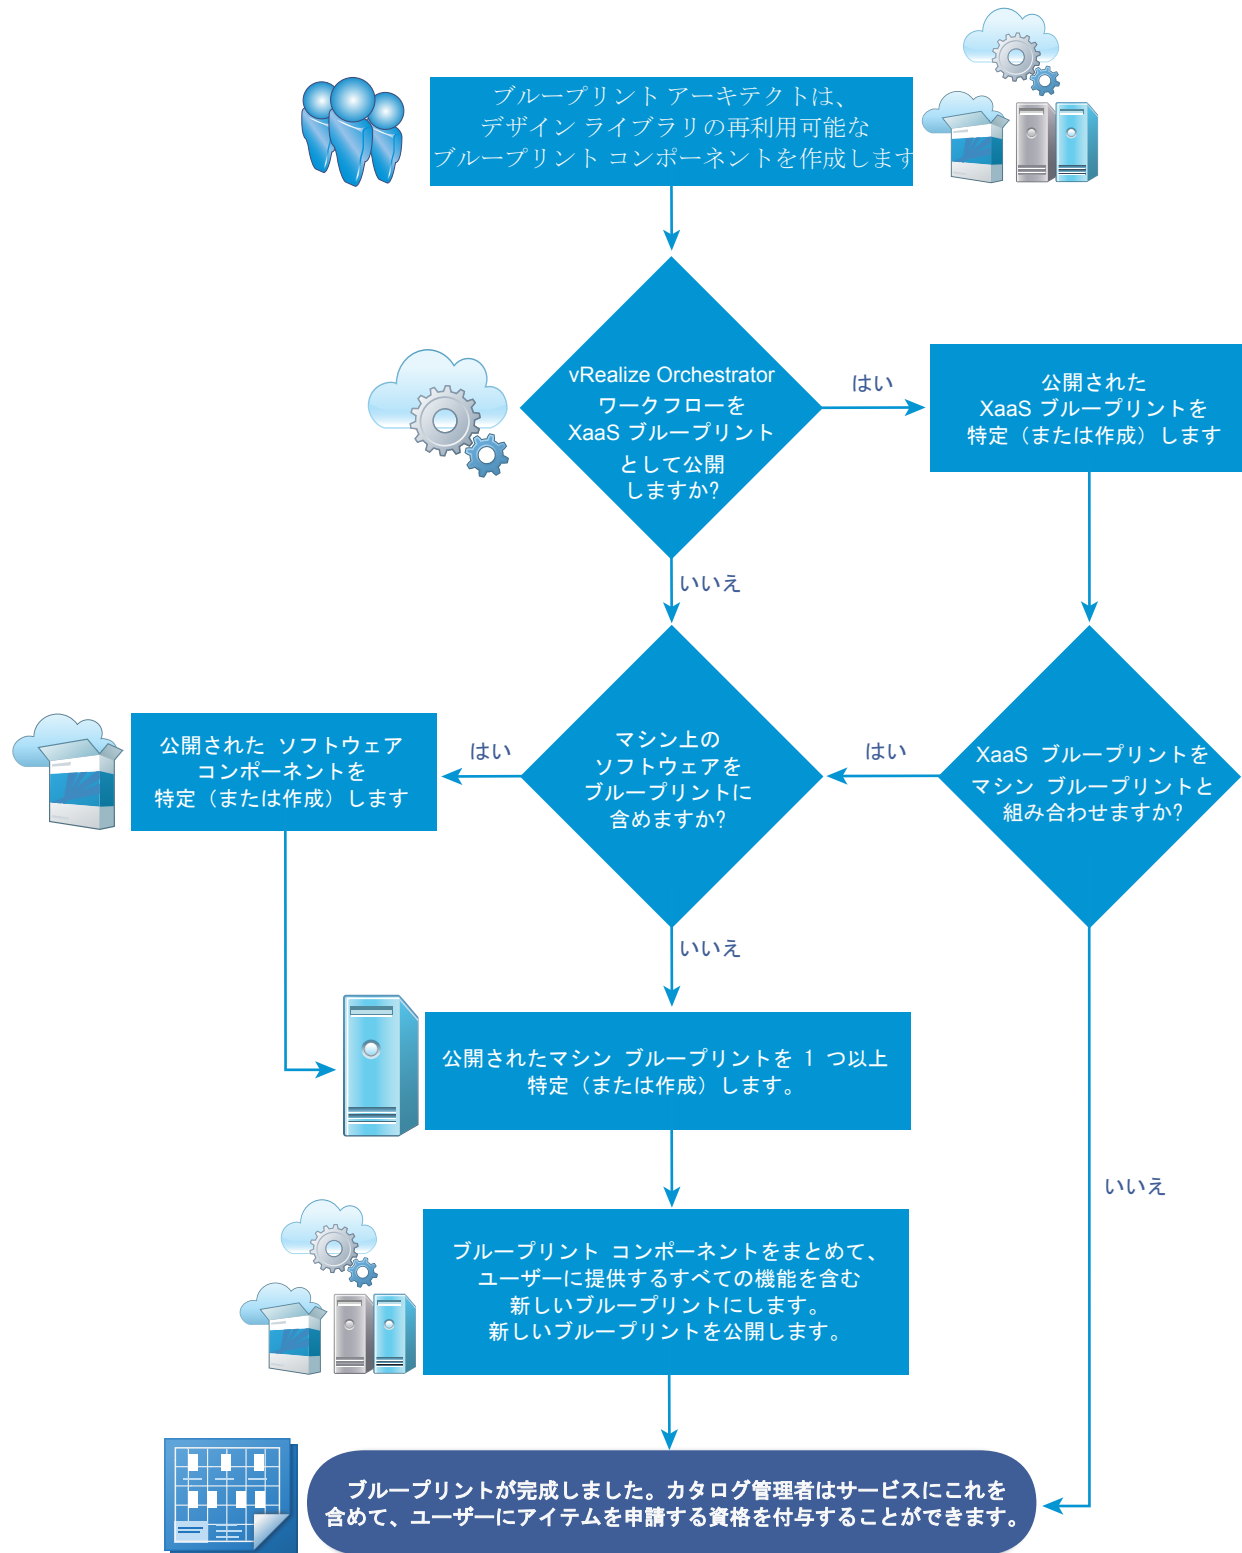 ブループリント アーキテクトは、
デザイン ライブラリの再利用可能な
ブループリント コンポーネントを作成します
vRealize Orchestrator
ワークフローを
XaaS ブループリント
として公開
しますか?
はい
公開された
XaaS ブループリントを
特定（または作成）します
いいえ
公開された ソフトウェア
コンポーネントを
特定（または作成）します
はい
マシン上の
ソフトウェアを
ブループリントに
含めますか?
はい
XaaS ブループリントを
マシン ブループリントと
組み合わせますか?
いいえ
公開されたマシン ブループリントを 1 つ以上
特定（または作成）します。
いいえ
ブループリント コンポーネントをまとめて、
ユーザーに提供するすべての機能を含む
新しいブループリントにします。
新しいブループリントを公開します。
ブループリントが完成しました。カタログ管理者はサービスにこれを
含めて、ユーザーにアイテムを申請する資格を付与することができます。